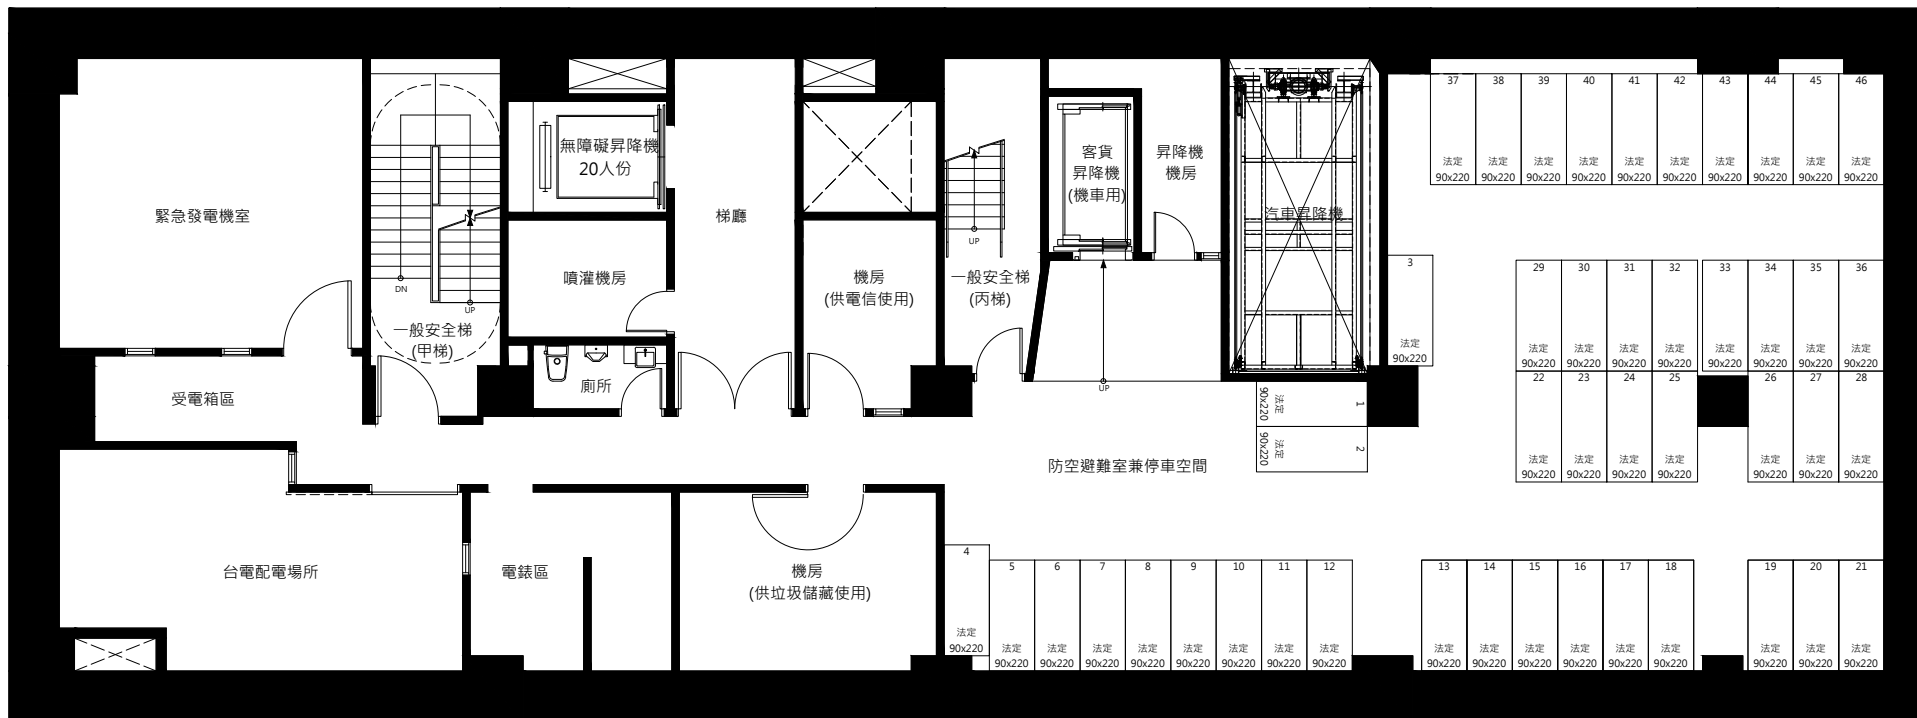 37 38 39 40 41 42 43 44 45 46
法定 法定 法定 法定 法定 法定 法定 法定 法定 法定
90x220 90x220 90x220 90x220 90x220 90x220 90x220 90x220 90x220 90x220
無障礙昇降機
20人份
客貨
昇降機
(機車用)
昇降機
機房
汽車昇降機
緊急發電機室
梯廳
UP
DN
UP
噴灌機房
機房
(供電信使用)
一般安全梯
(丙梯)
一般安全梯
(甲梯)
3
法定
90x220
29 30 31 32 33 34 35 36
法定 法定 法定 法定 法定 法定 法定 法定
90x220 90x220 90x220 90x220 90x220 90x220 90x220 90x220
22 23 24 25 26 27 28
法定 法定 法定 法定 法定 法定 法定
90x220 90x220 90x220 90x220 90x220 90x220 90x220
廁所
UP
受電箱區
1
法定
90x220
2
法定
90x220
防空避難室兼停車空間
台電配電場所
電錶區
機房
(供垃圾儲藏使用)
4
法定
90x220
5 6 7 8 9 10 11 12
法定 法定 法定 法定 法定 法定 法定 法定
90x220 90x220 90x220 90x220 90x220 90x220 90x220 90x220
13 14 15 16 17 18
法定 法定 法定 法定 法定 法定
90x220 90x220 90x220 90x220 90x220 90x220
19 20 21
法定 法定 法定
90x220 90x220 90x220